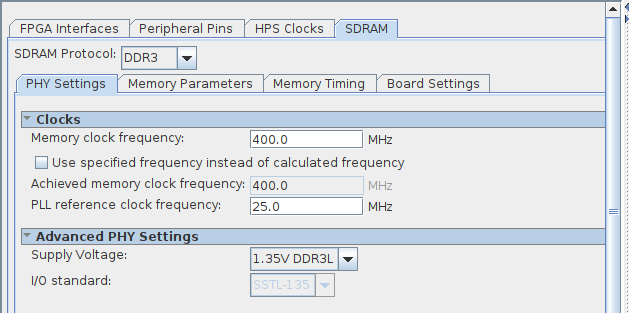 FPGA Interfaces Peripheral Pins HPS Clocks SDRAM
SDRAM Protocol: DDR3
PHY Settings Memory Parameters Memory Timing Board Settings
Clocks
Memory clock frequency: 400.0 MHz
Use specified frequency instead of calculated frequency
Achieved memory clock frequency: 400.0 MHz
PLL reference clock frequency: 25.0 MHz
Advanced PHY Settings
Supply Voltage: 1.35V DDR3L
I/O standard: SSTL-135